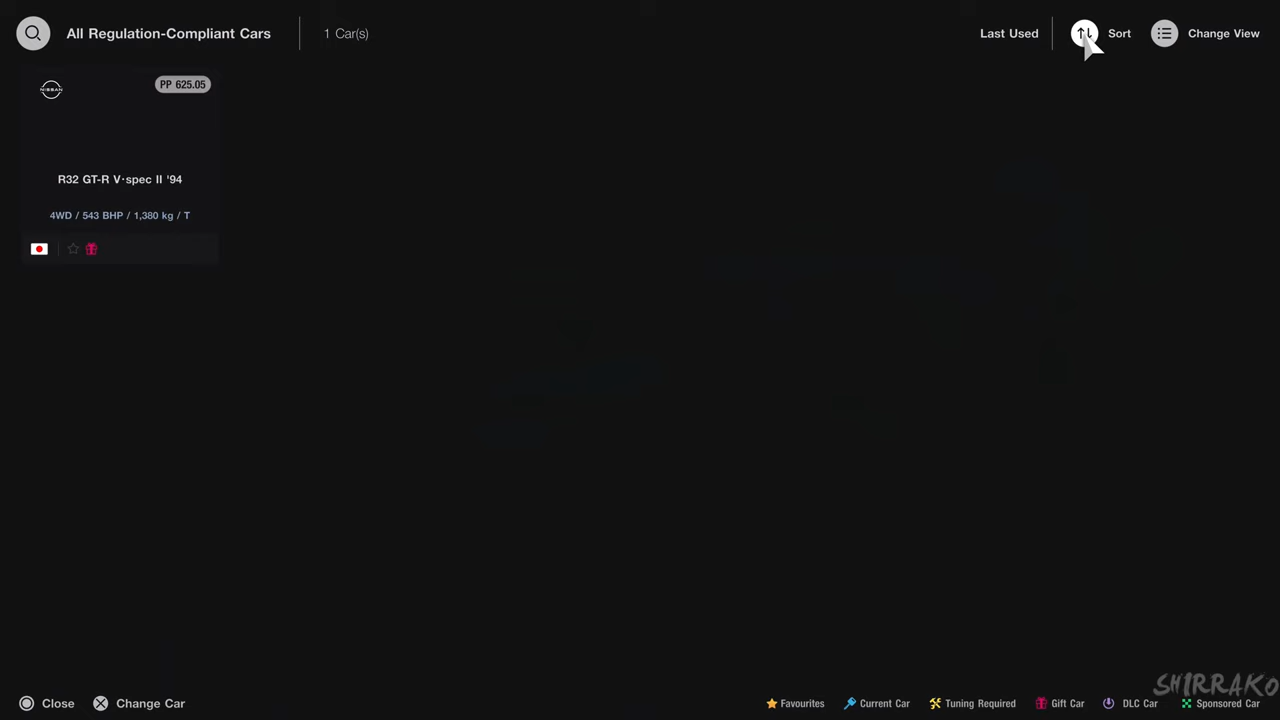 All Regulation-Compliant Cars
1 Car(s)
Last Used
Sort
Change View
NISSAN
PP 625.05
R32 GT-R V·spec II '94
4WD / 543 BHP / 1,380 kg / T
Close
Change Car
Favourites
Current Car
Tuning Required
Gift Car
DLC Car
Sponsored Car
SHIRRAKO